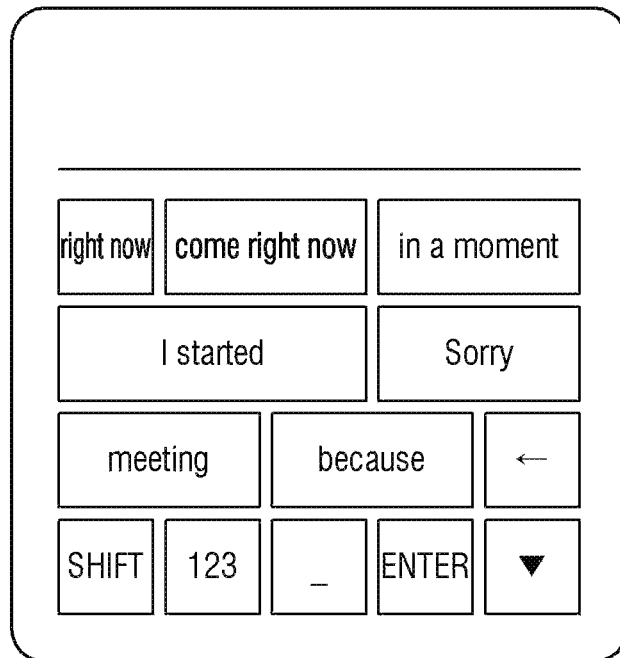 right now come right now in a moment
I started Sorry
meeting because ←
SHIFT 123 _ ENTER ▼